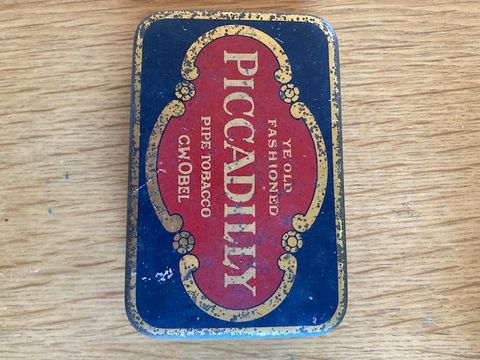 YE OLD
FASHIONED
PICCADILLY
PIPE TOBACCO
C.W.OBEL